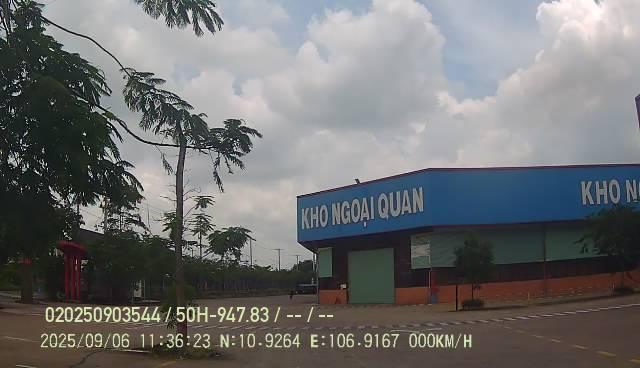 KHO NGOẠI QUAN
KHO N
020250903544 / 50H-947.83 / -- / --
2025/09/06 11:36:23 N:10.9264 E:106.9167 000KM/H